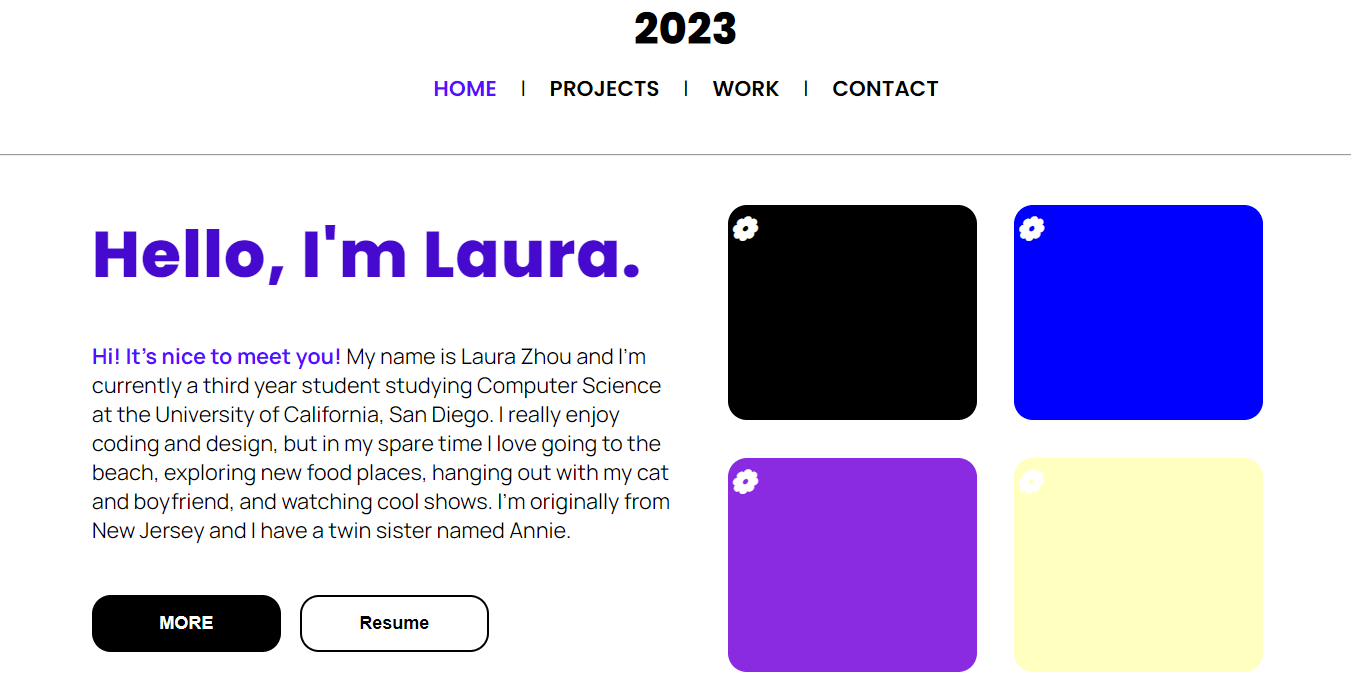 2023
HOME | PROJECTS | WORK | CONTACT
Hello, I'm Laura.
Hi! It's nice to meet you! My name is Laura Zhou and I'm
currently a third year student studying Computer Science
at the University of California, San Diego. I really enjoy
coding and design, but in my spare time I love going to the
beach, exploring new food places, hanging out with my cat
and boyfriend, and watching cool shows. I'm originally from
New Jersey and I have a twin sister named Annie.
MORE
Resume